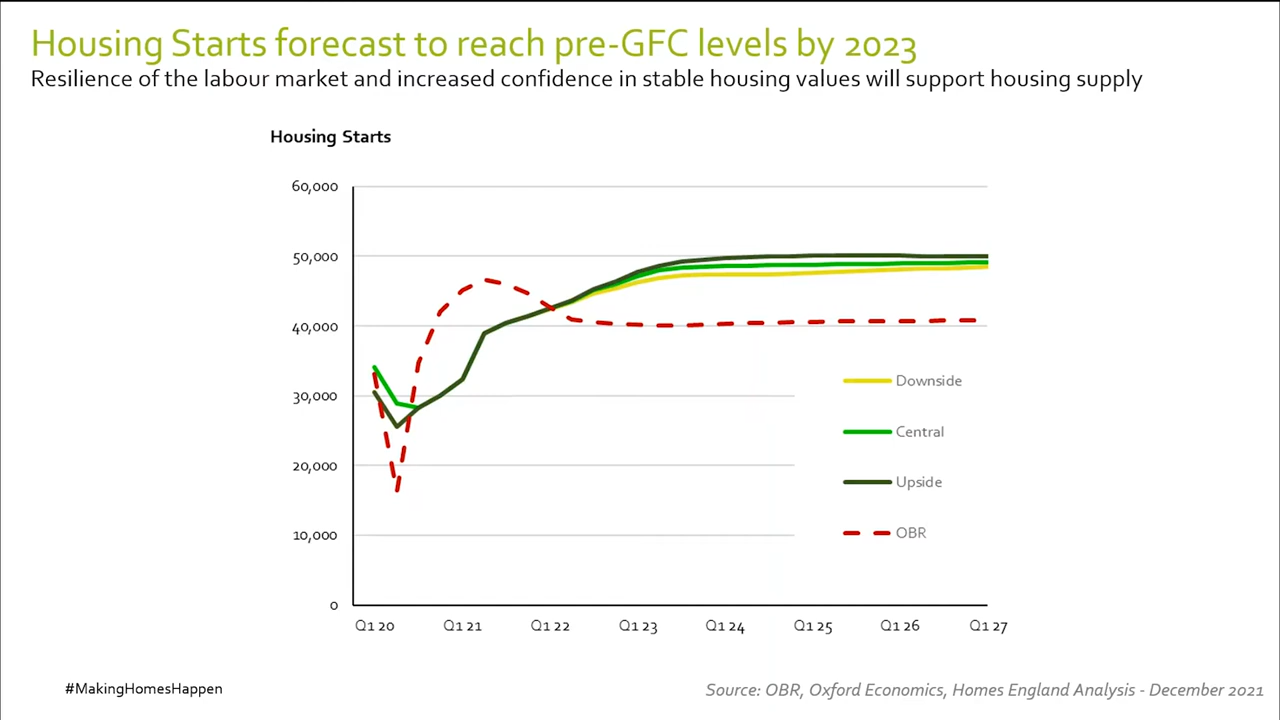 Housing Starts forecast to reach pre-GFC levels by 2023
Resilience of the labour market and increased confidence in stable housing values will support housing supply
Housing Starts
60,000
50,000
40,000
30,000
20,000
10,000
0
Q1 20 Q1 21 Q1 22 Q1 23 Q1 24 Q1 25 Q1 26 Q1 27
Downside
Central
Upside
OBR
#MakingHomesHappen
Source: OBR, Oxford Economics, Homes England Analysis - December 2021